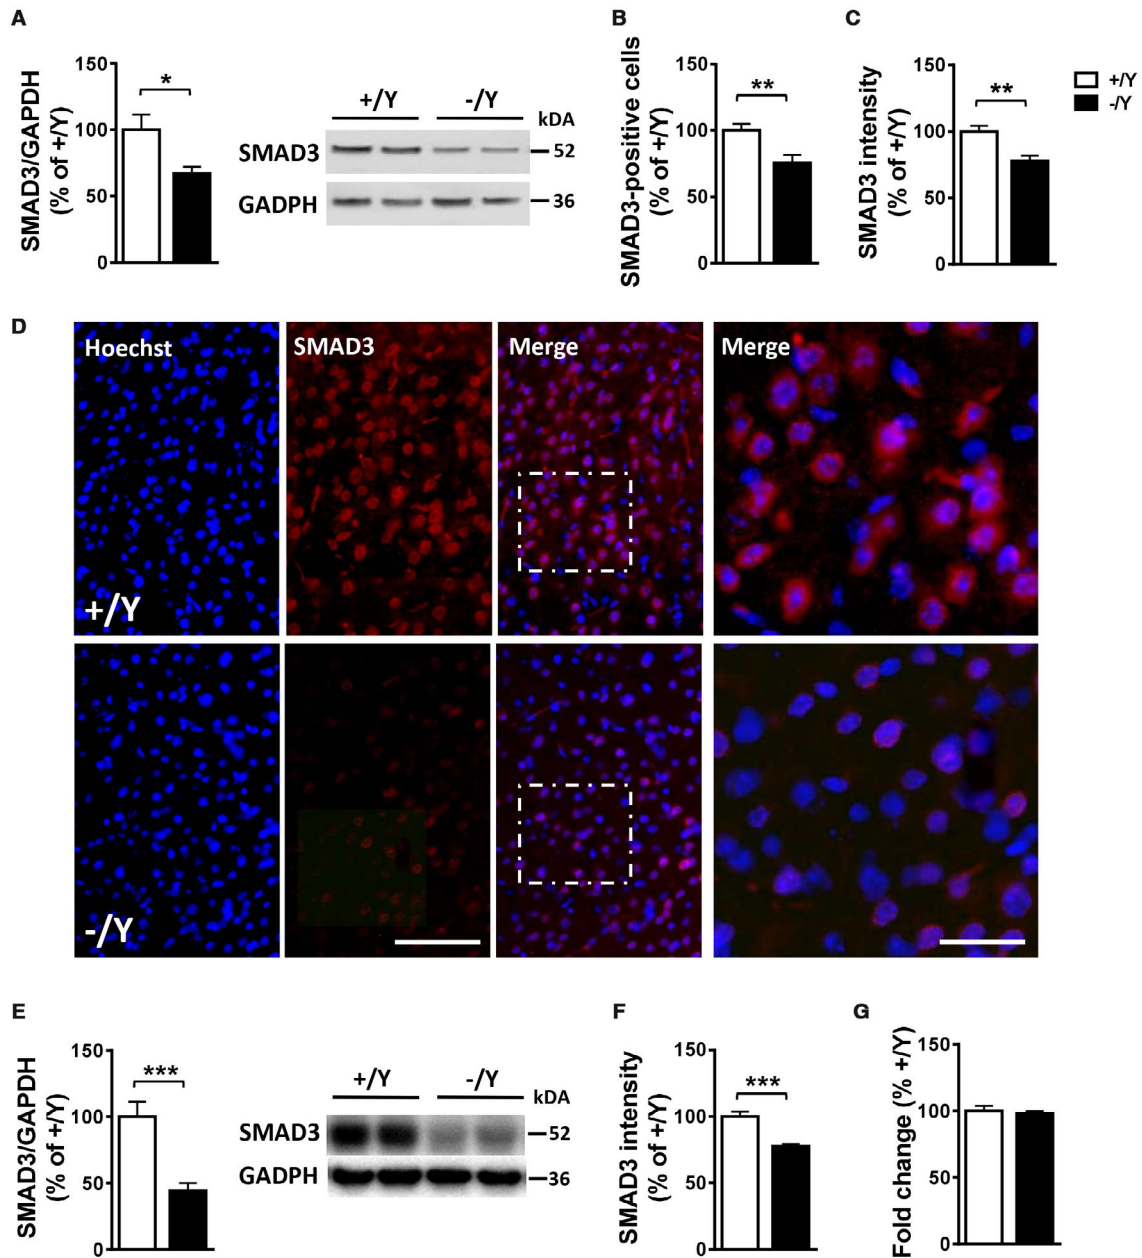 A
SMAD3/GAPDH
(% of +/Y)
150
100
50
0
*
+/Y
-/Y
kDA
SMAD3
52
GADPH
36
B
SMAD3-positive cells
(% of +/Y)
150
100
50
0
**
C
SMAD3 intensity
(% of +/Y)
150
100
50
0
**
+/Y
-/Y
D
Hoechst
SMAD3
Merge
Merge
+/Y
-/Y
E
SMAD3/GAPDH
(% of +/Y)
150
100
50
0
***
+/Y
-/Y
kDA
SMAD3
52
GADPH
36
F
SMAD3 intensity
(% of +/Y)
150
100
50
0
***
G
Fold change (% +/Y)
150
100
50
0